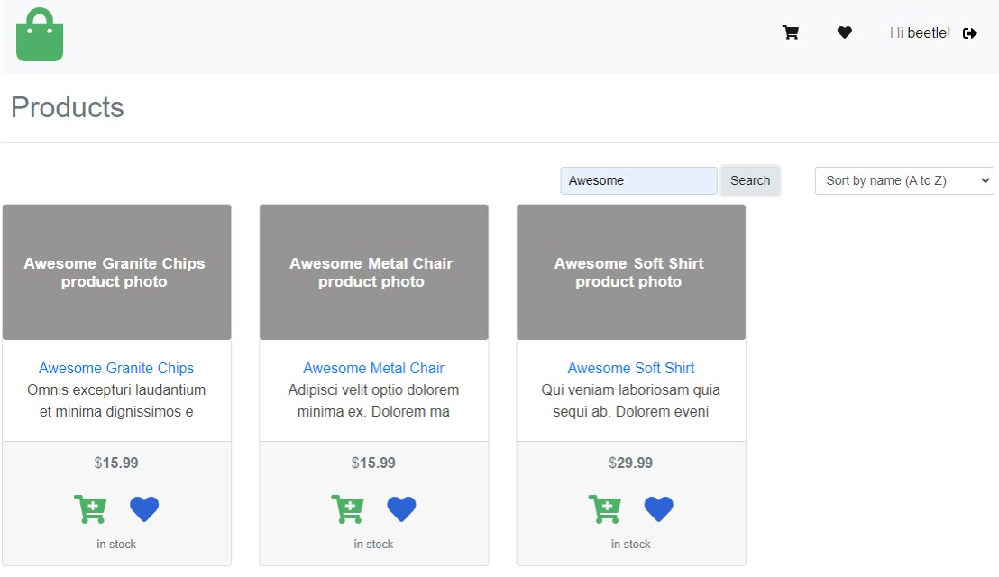 Hi beetle!
Products
Awesome
Search
Sort by name (A to Z)
Awesome Granite Chips
product photo
Awesome Granite Chips
Omnis excepturi laudantium
et minima dignissimos e
$15.99
in stock
Awesome Metal Chair
product photo
Awesome Metal Chair
Adipisci velit optio dolorem
minima ex. Dolorem ma
$15.99
in stock
Awesome Soft Shirt
product photo
Awesome Soft Shirt
Qui veniam laboriosam quia
sequi ab. Dolorem eveni
$29.99
in stock